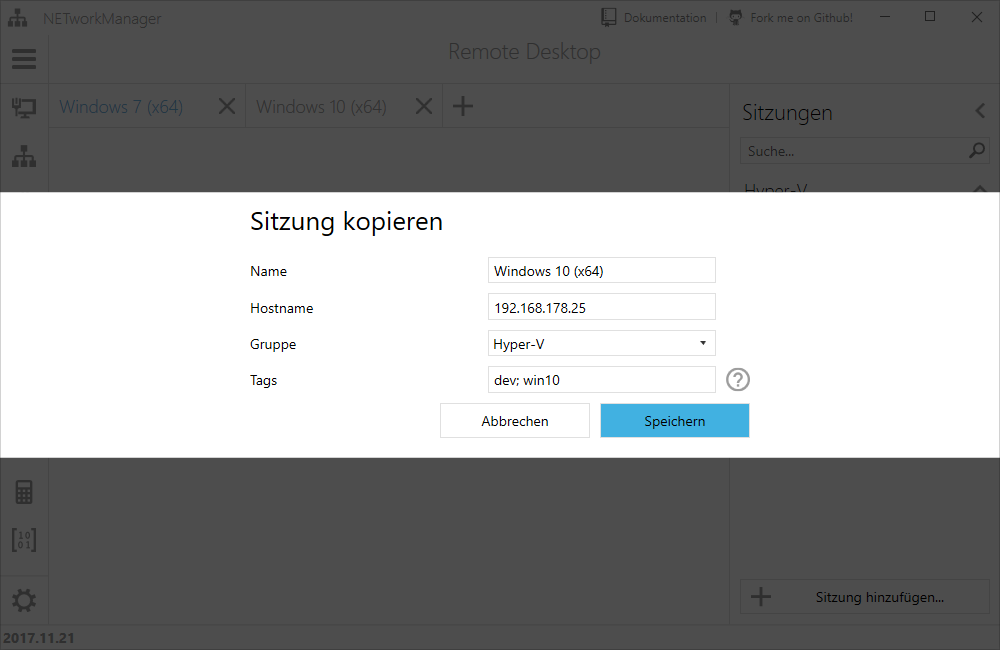 NETworkManager
Dokumentation
Fork me on Github!
Remote Desktop
Windows 7 (x64)
Windows 10 (x64)
Sitzungen
Suche...
Hyper-V
Sitzung kopieren
Name
Windows 10 (x64)
Hostname
192.168.178.25
Gruppe
Hyper-V
Tags
dev; win10
?
Abbrechen
Speichern
10
01
Sitzung hinzufügen...
2017.11.21